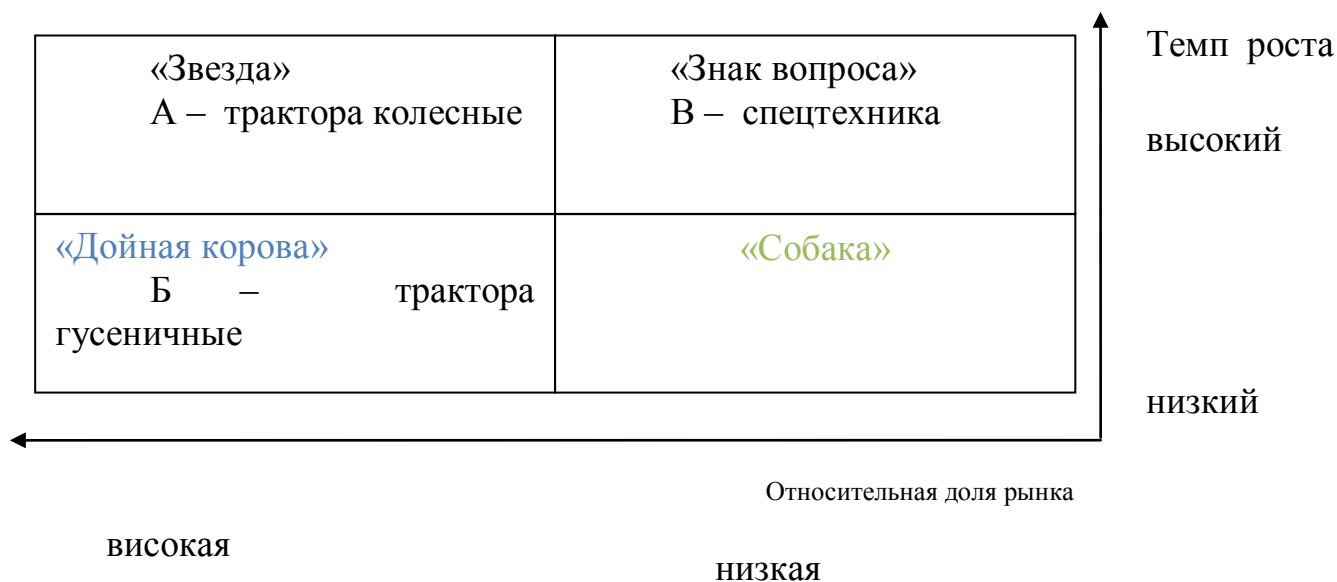 Темп роста
«Звезда»
А – трактора колесные
«Знак вопроса»
В – спецтехника
высокий
«Дойная корова»
Б – трактора
гусеничные
«Собака»
низкий
Относительная доля рынка
високая
низкая